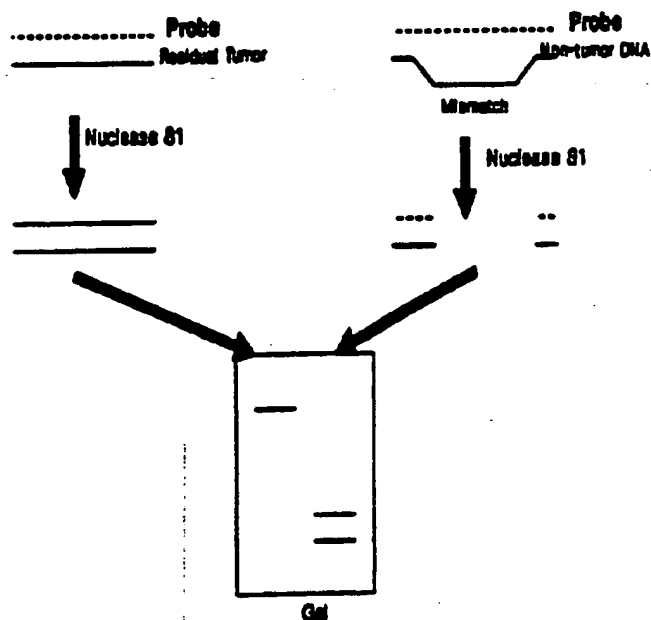 Probe
Residual Tumor
Probe
Non-tumor DNA
Mismatch
Nuclease S1
Nuclease S1
Gel